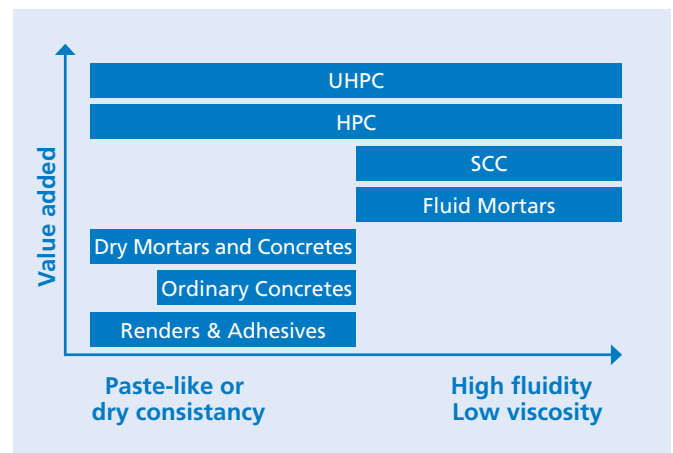 UHPC
HPC
SCC
Fluid Mortars
Dry Mortars and Concretes
Ordinary Concretes
Renders & Adhesives
Value added
Paste-like or
dry consistancy
High fluidity
Low viscosity